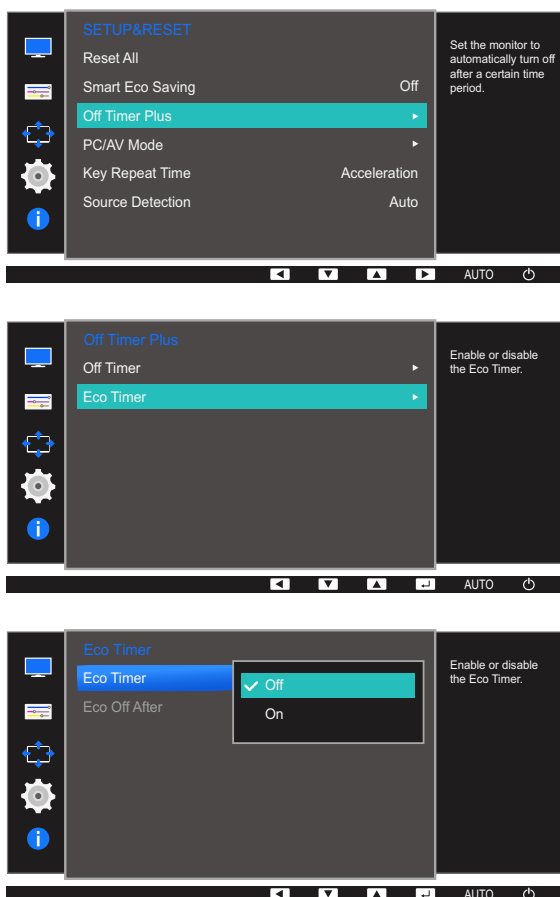 SETUP&RESET
Reset All
Smart Eco Saving Off
Off Timer Plus
PC/AV Mode
Key Repeat Time Acceleration
Source Detection Auto
Set the monitor to
automatically turn off
after a certain time
period.
AUTO
Off Timer Plus
Off Timer
Eco Timer
Enable or disable
the Eco Timer.
AUTO
Eco Timer
Eco Timer
Off
Eco Off After
On
Enable or disable
the Eco Timer.
AUTO